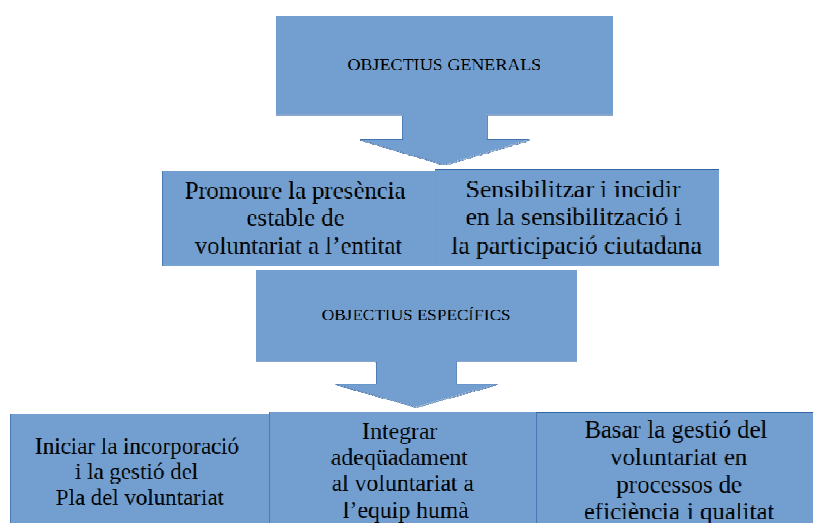 OBJECTIUS GENERALS
Promoure la presència
estable de
voluntariat a l’entitat
Sensibilitzar i incidir
en la sensibilització i
la participació ciutadana
OBJECTIUS ESPECÍFICS
Iniciar la incorporació
i la gestió del
Pla del voluntariat
Integrar
adeqüadament
al voluntariat a
l’equip humà
Basar la gestió del
voluntariat en
processos de
eficiència i qualitat